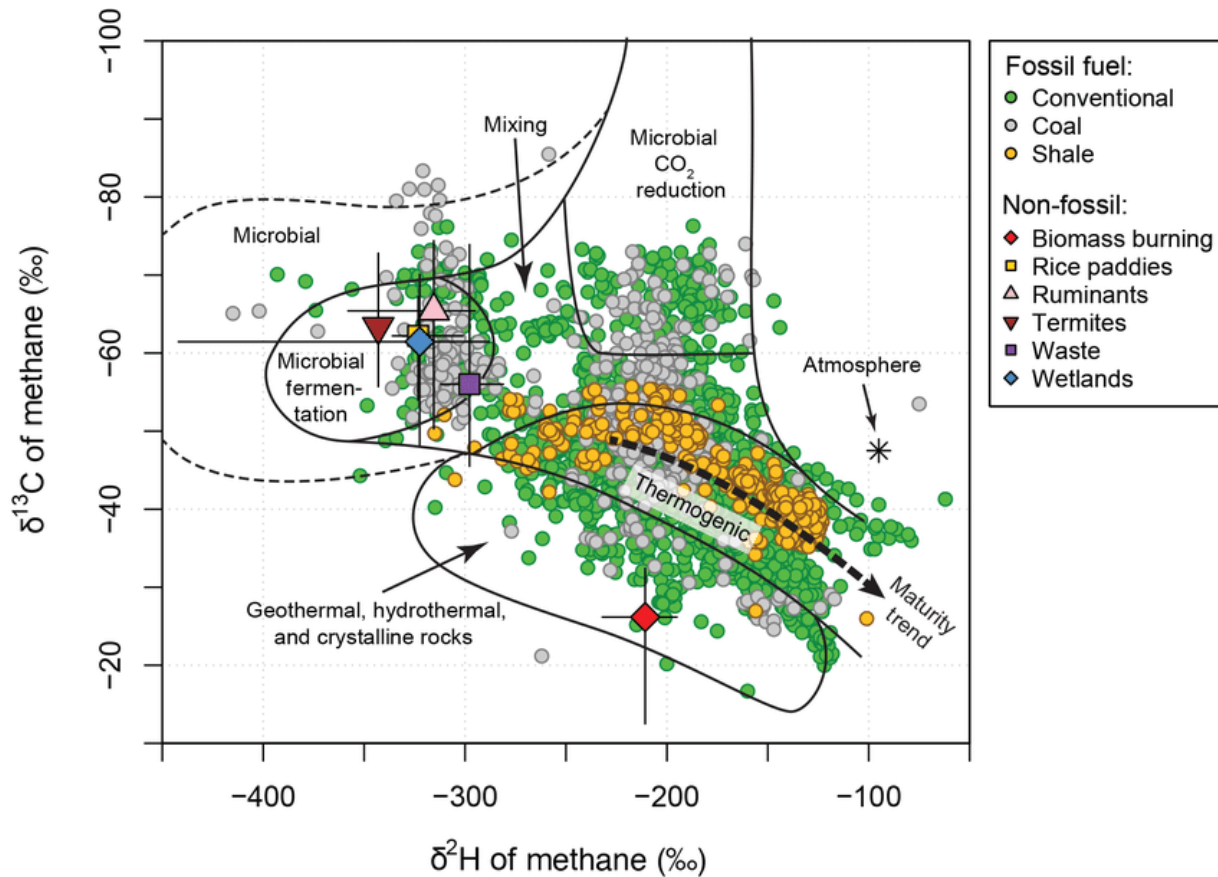 −100
−80
−60
−40
−20
δ¹³C of methane (‰)
−400
−300
−200
−100
δ²H of methane (‰)
Mixing
Microbial
CO₂
reduction
Microbial
Microbial
fermen-
tation
Atmosphere
Thermogenic
Maturity
trend
Geothermal, hydrothermal,
and crystalline rocks
Fossil fuel:
Conventional
Coal
Shale
Non-fossil:
Biomass burning
Rice paddies
Ruminants
Termites
Waste
Wetlands